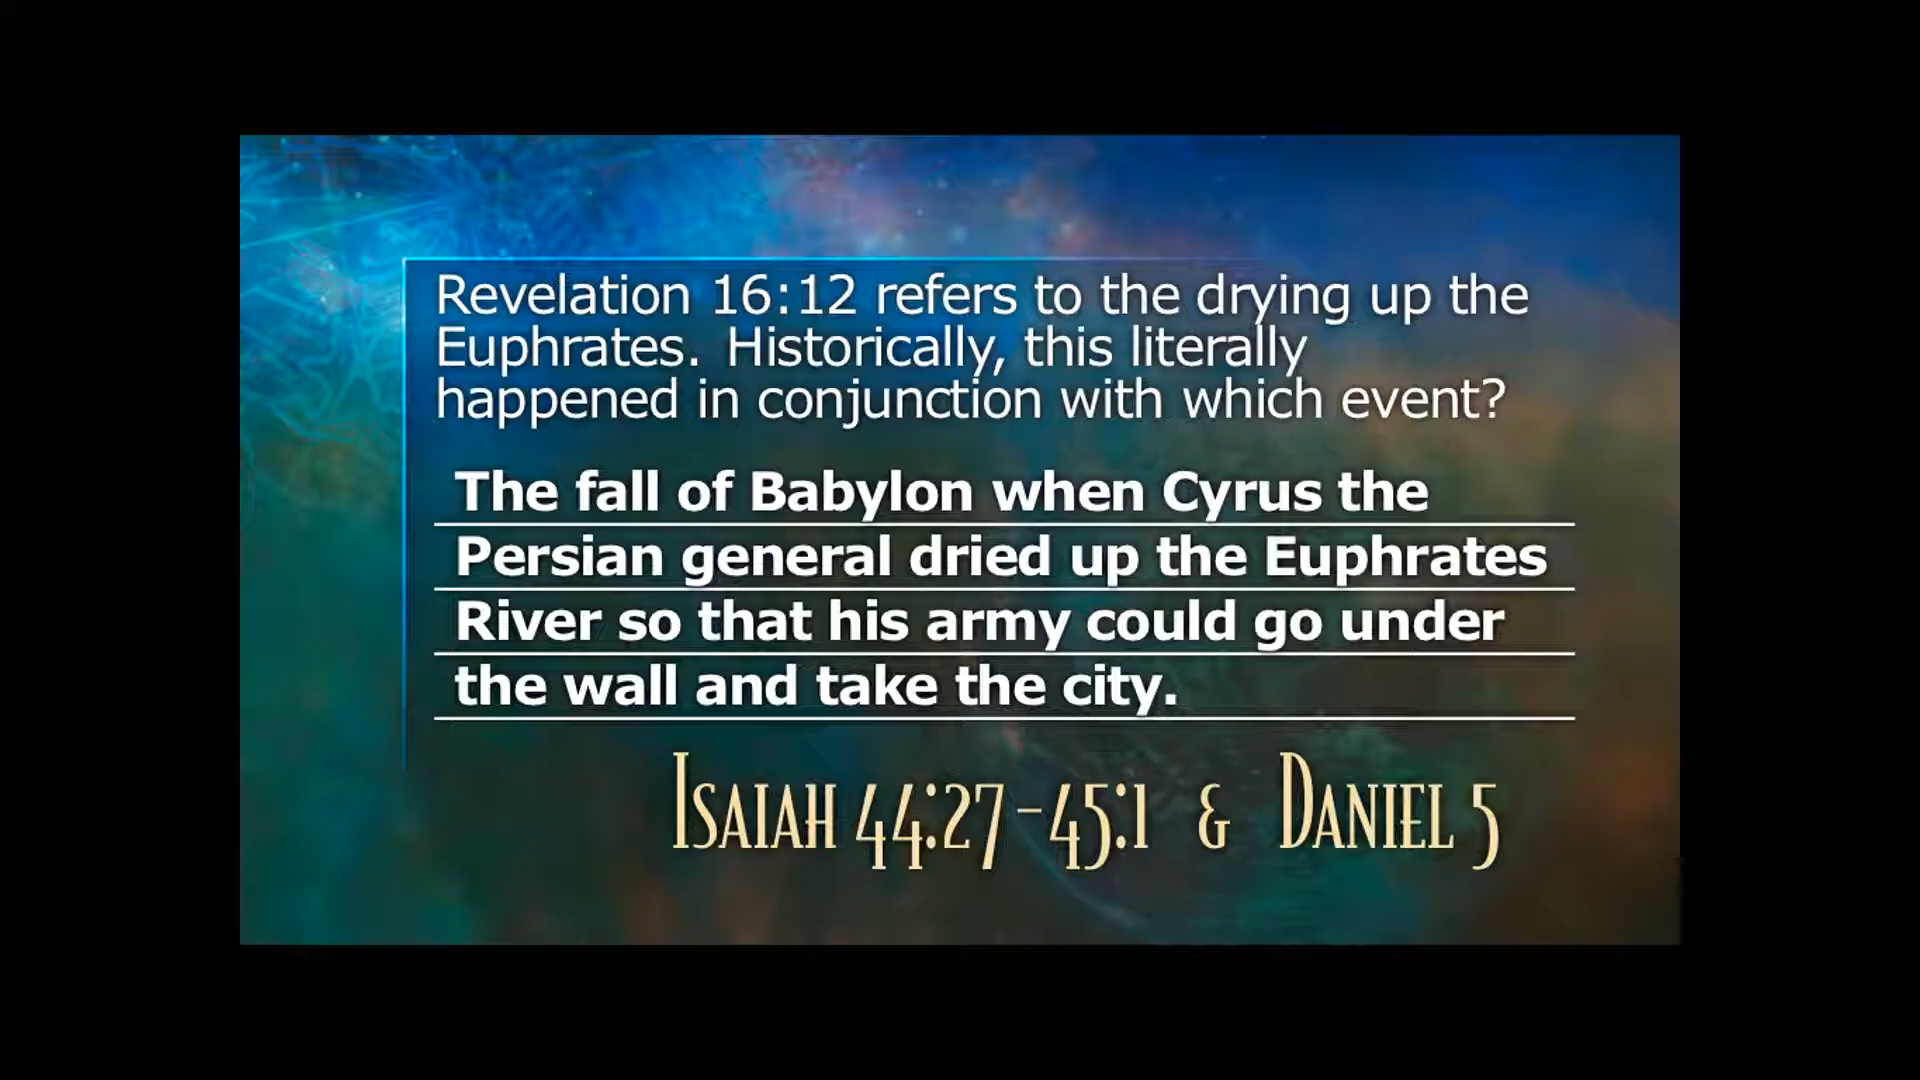 Revelation 16:12 refers to the drying up the
Euphrates. Historically, this literally
happened in conjunction with which event?
The fall of Babylon when Cyrus the
Persian general dried up the Euphrates
River so that his army could go under
the wall and take the city.
Isaiah 44:27-45:1 & Daniel 5